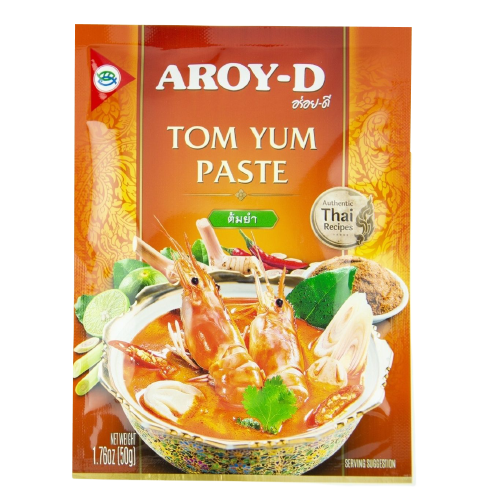 AROY-D
อร่อย-ดี
TOM YUM
PASTE
ต้มยำ
Authentic
Thai
Recipes
NET WEIGHT
1.76oz (50g)
SERVING SUGGESTION